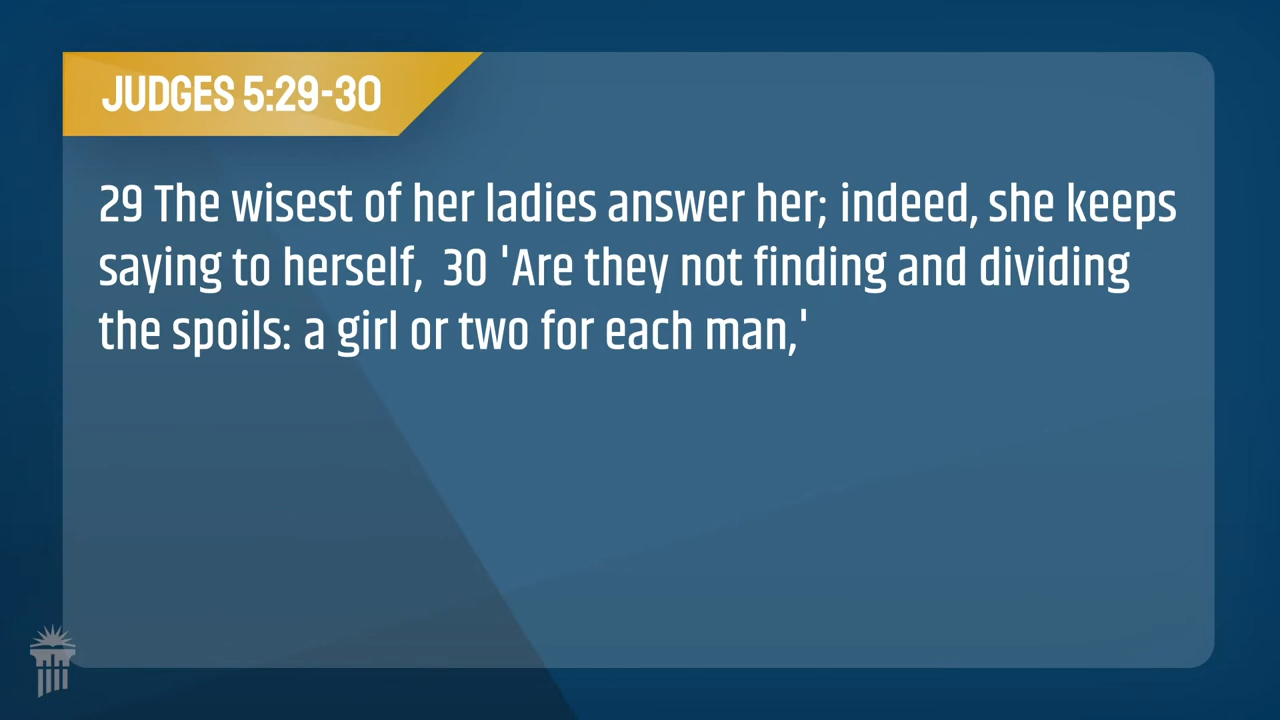 JUDGES 5:29-30
29 The wisest of her ladies answer her; indeed, she keeps
saying to herself,  30 'Are they not finding and dividing
the spoils: a girl or two for each man,'